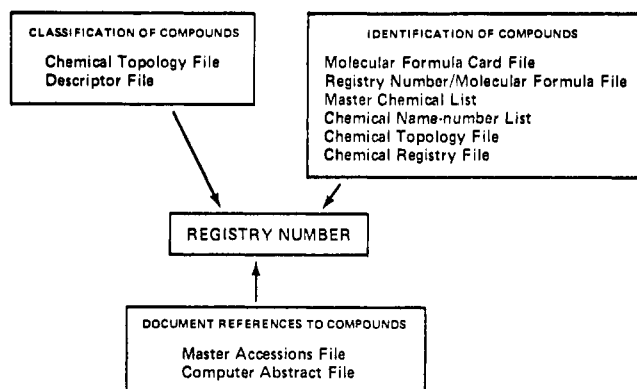 CLASSIFICATION OF COMPOUNDS
Chemical Topology File
Descriptor File
IDENTIFICATION OF COMPOUNDS
Molecular Formula Card File
Registry Number/Molecular Formula File
Master Chemical List
Chemical Name-number List
Chemical Topology File
Chemical Registry File
REGISTRY NUMBER
DOCUMENT REFERENCES TO COMPOUNDS
Master Accessions File
Computer Abstract File